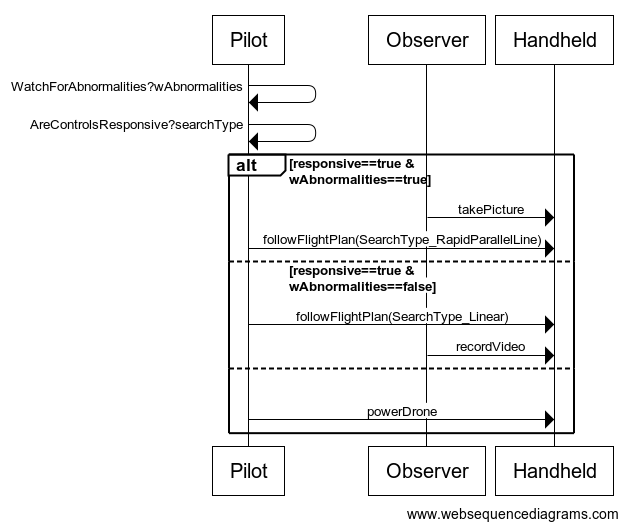 Pilot
Observer
Handheld
WatchForAbnormalities?wAbnormalities
AreControlsResponsive?searchType
alt
[responsive==true &
wAbnormalities==true]
takePicture
followFlightPlan(SearchType_RapidParallelLine)
[responsive==true &
wAbnormalities==false]
followFlightPlan(SearchType_Linear)
recordVideo
powerDrone
Pilot
Observer
Handheld
www.websequencediagrams.com